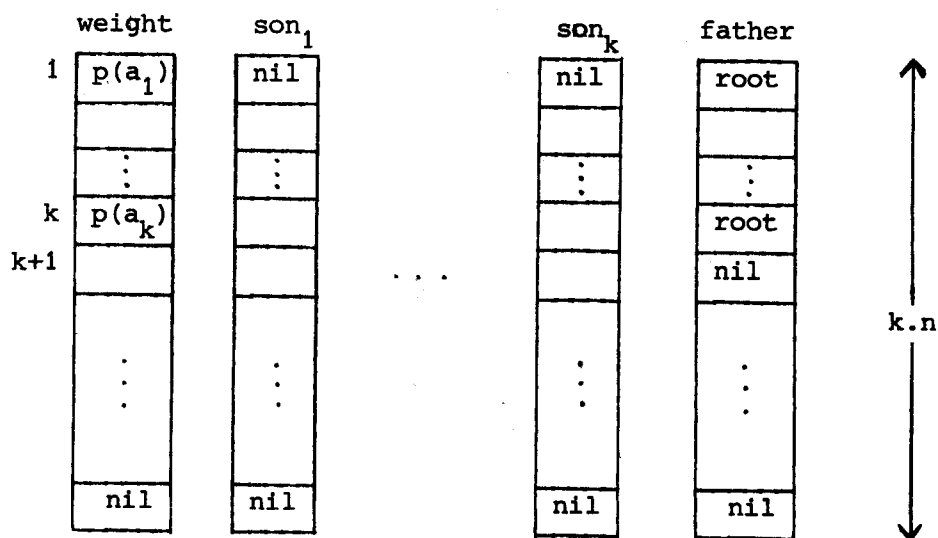 weight son1 sonk father
1 p(a1) nil nil root
k p(ak) root
k+1 nil
. . .
k.n
nil nil nil nil